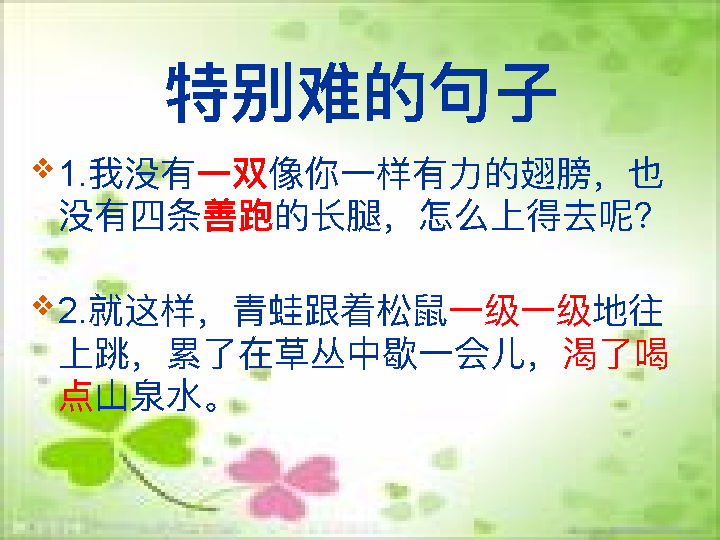 特别难的句子
1.我没有一双像你一样有力的翅膀，也
没有四条善跑的长腿，怎么上得去呢？
2.就这样，青蛙跟着松鼠一级一级地往
上跳，累了在草丛中歇一会儿，渴了喝
点山泉水。